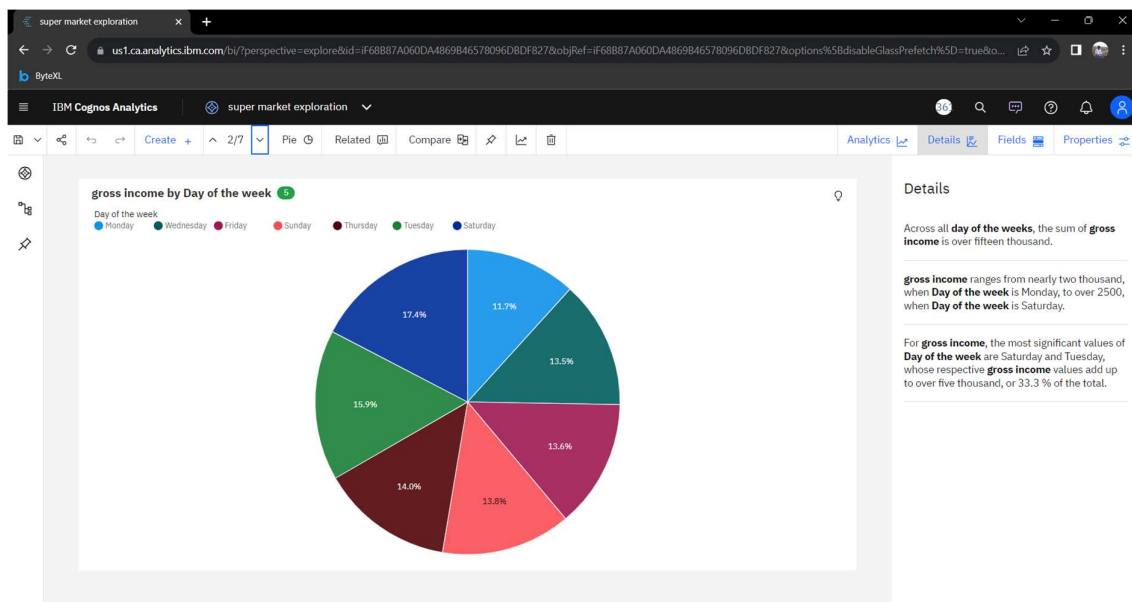 super market exploration
us1.ca.analytics.ibm.com/bi/?perspective=explore&id=iF68B87A060DA4869B46578096DBDF827&objRef=iF68B87A060DA4869B46578096DBDF827&options%5BdisableGlassPrefetch%5D=true&o...
ByteXL
IBM Cognos Analytics super market exploration 361
Create + 2/7 Pie Related Compare Analytics Details Fields Properties
gross income by Day of the week 5
Day of the week
Monday Wednesday Friday Sunday Thursday Tuesday Saturday
17.4% 11.7%
13.5%
15.9%
13.6%
14.0%
13.8%
Details
Across all day of the weeks, the sum of gross
income is over fifteen thousand.
gross income ranges from nearly two thousand,
when Day of the week is Monday, to over 2500,
when Day of the week is Saturday.
For gross income, the most significant values of
Day of the week are Saturday and Tuesday,
whose respective gross income values add up
to over five thousand, or 33.3 % of the total.